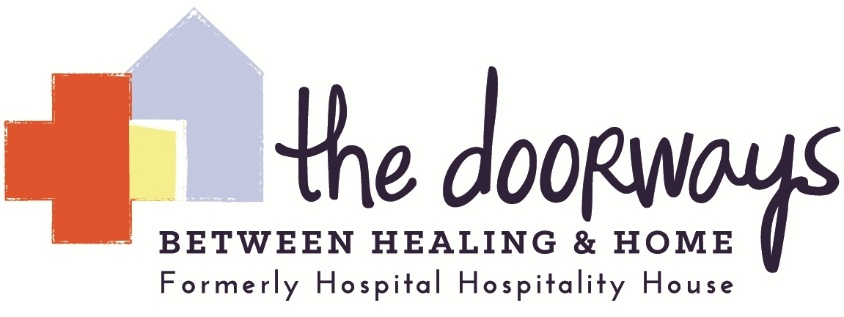 the doorways
BETWEEN HEALING & HOME
Formerly Hospital Hospitality House